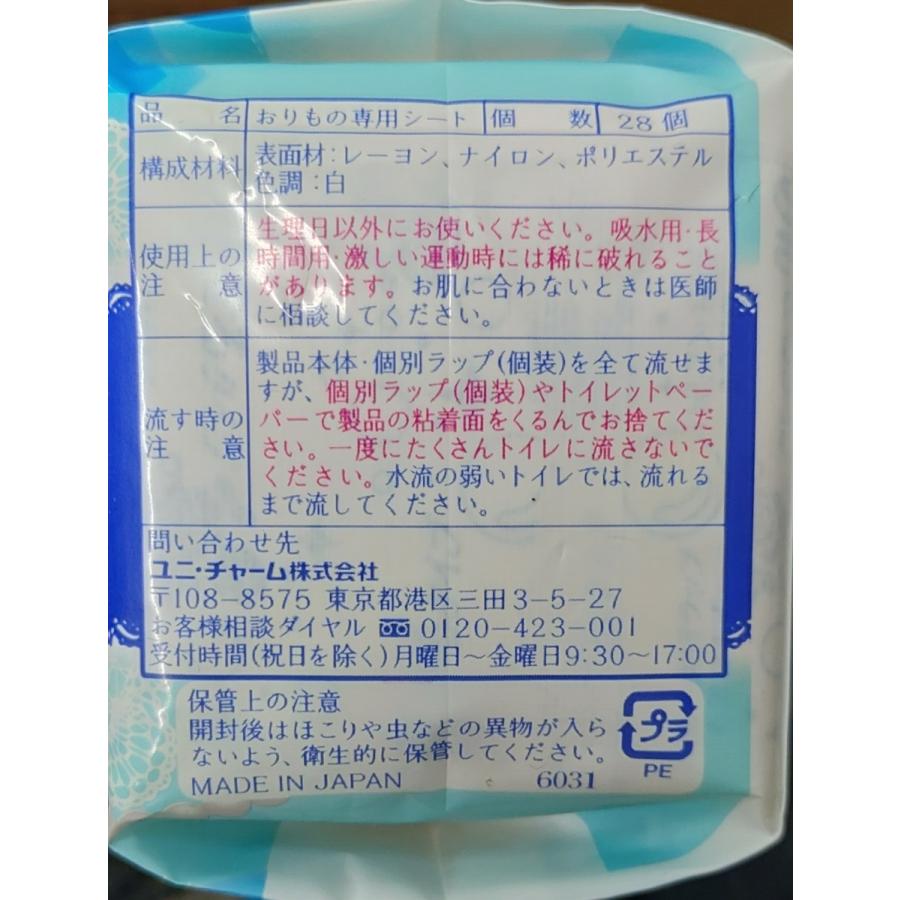 品名 おりもの専用シート 個数 28個
構成材料 表面材:レーヨン、ナイロン、ポリエステル
色調:白
使用上の注意
生理日以外にお使いください。吸水用・長
時間用・激しい運動時には稀に破れること
があります。お肌に合わないときは医師
に相談してください。
流す時の注意
製品本体・個別ラップ(個装)を全て流せま
すが、個別ラップ(個装)やトイレットペー
パーで製品の粘着面をくるんでお捨てくだ
さい。一度にたくさんトイレに流さないで
ください。水流の弱いトイレでは、流れる
まで流してください。
問い合わせ先
ユニ・チャーム株式会社
〒108-8575 東京都港区三田3-5-27
お客様相談ダイヤル 0120-423-001
受付時間(祝日を除く)月曜日〜金曜日9:30〜17:00
保管上の注意
開封後はほこりや虫などの異物が入ら
ないよう、衛生的に保管してください。
MADE IN JAPAN 6031
プラ
PE